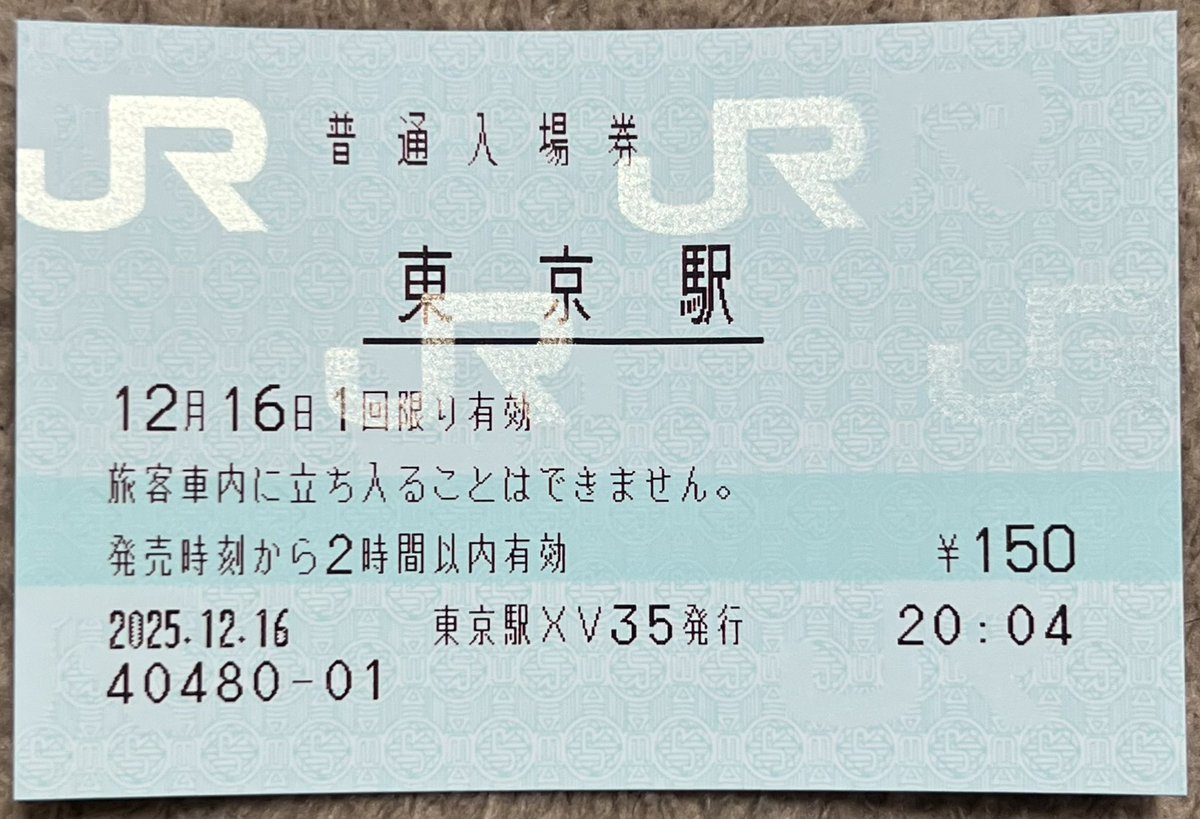 普通入場券
東京駅
12月16日1回限り有効
旅客車内に立ち入ることはできません。
発売時刻から2時間以内有効 ¥150
2025.12.16 東京駅XV35発行 20:04
40480-01
JR JR
JR JR